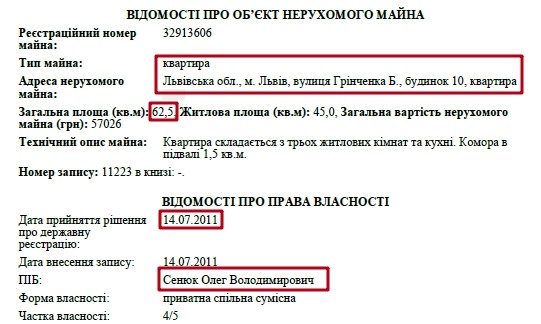 ВІДОМОСТІ ПРО ОБ’ЄКТ НЕРУХОМОГО МАЙНА
Реєстраційний номер 32913606
майна:
Тип майна: квартира
Адреса нерухомого Львівська обл., м. Львів, вулиця Грінченка Б., будинок 10, квартира
майна:
Загальна площа (кв.м): 62,5, Житлова площа (кв.м): 45,0, Загальна вартість нерухомого
майна (грн): 57026
Технічний опис майна: Квартира складається з трьох житлових кімнат та кухні. Комора в
підвалі 1,5 кв.м.
Номер запису: 11223 в книзі: -.
ВІДОМОСТІ ПРО ПРАВА ВЛАСНОСТІ
Дата прийняття рішення 14.07.2011
про державну
реєстрацію:
Дата внесення запису: 14.07.2011
ПІБ: Сенюк Олег Володимирович
Форма власності: приватна спільна сумісна
Частка власності: 4/5